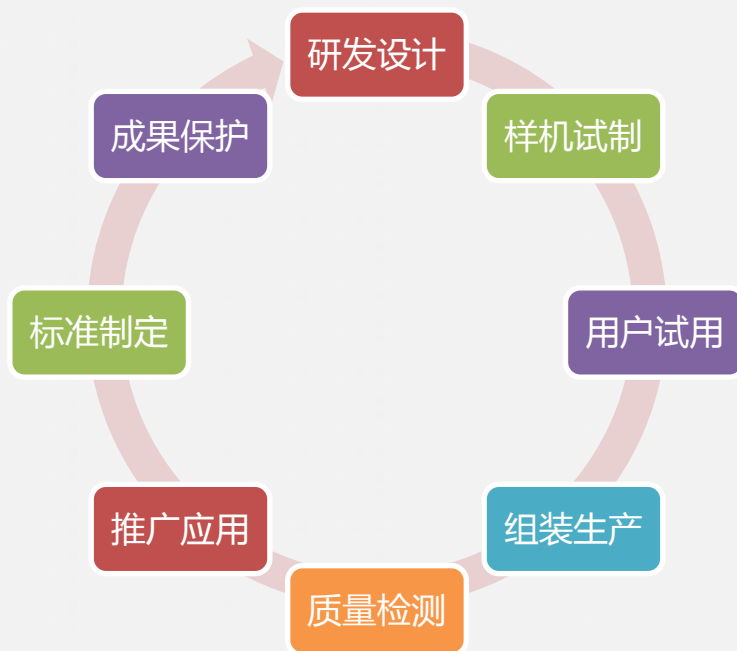 研发设计
样机试制
用户试用
组装生产
质量检测
推广应用
标准制定
成果保护